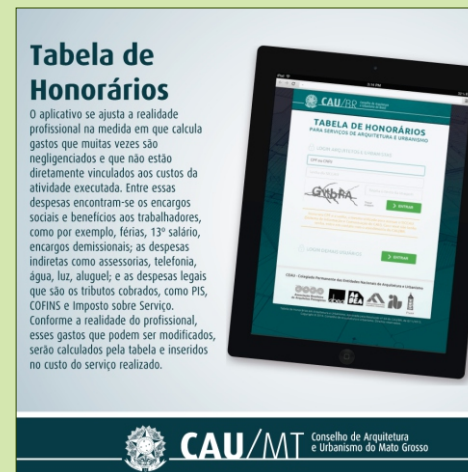 Tabela de
Honorários
O aplicativo se ajusta a realidade
profissional na medida em que calcula
gastos que muitas vezes são
negligenciados e que não estão
diretamente vinculados aos custos da
atividade executada. Entre essas
despesas encontram-se os encargos
sociais e benefícios aos trabalhadores,
como por exemplo, férias, 13º salário,
encargos demissionais; as despesas
indiretas como assessorias, telefonia,
água, luz, aluguel; e as despesas legais
que são os tributos cobrados, como PIS,
COFINS e Imposto sobre Serviço.
Conforme a realidade do profissional,
esses gastos que podem ser modificados,
serão calculados pela tabela e inseridos
no custo do serviço realizado.
iPad
CAU/BR
TABELA DE HONORÁRIOS
PARA SERVIÇOS DE ARQUITETURA E URBANISMO
ENTRAR
ENTRAR
CAU/MT Conselho de Arquitetura
e Urbanismo do Mato Grosso